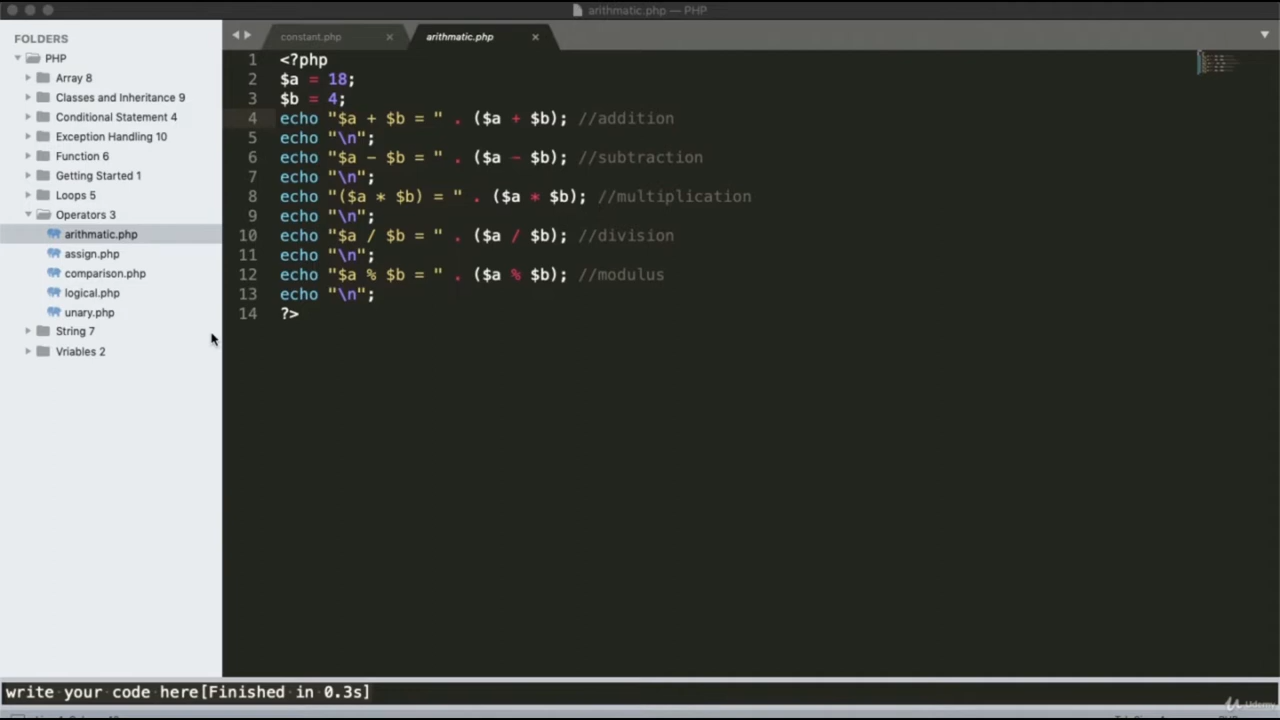 arithmatic.php — PHP
FOLDERS
PHP
Array 8
Classes and Inheritance 9
Conditional Statement 4
Exception Handling 10
Function 6
Getting Started 1
Loops 5
Operators 3
arithmatic.php
assign.php
comparison.php
logical.php
unary.php
String 7
Vriables 2
constant.php
arithmatic.php
1 <?php
2 $a = 18;
3 $b = 4;
4 echo "$a + $b = " . ($a + $b); //addition
5 echo "\n";
6 echo "$a - $b = " . ($a - $b); //subtraction
7 echo "\n";
8 echo "($a * $b) = " . ($a * $b); //multiplication
9 echo "\n";
10 echo "$a / $b = " . ($a / $b); //division
11 echo "\n";
12 echo "$a % $b = " . ($a % $b); //modulus
13 echo "\n";
14 ?>
write your code here[Finished in 0.3s]
Udemy